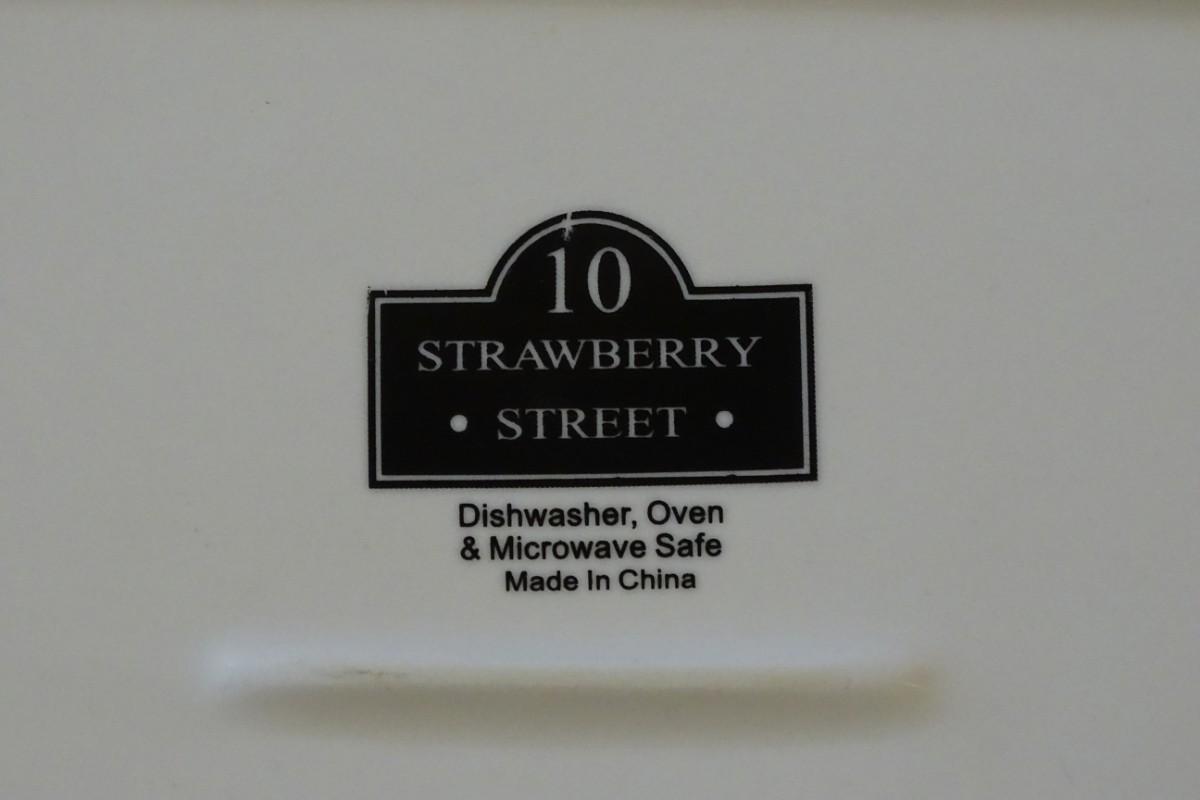 10
STRAWBERRY
• STREET •
Dishwasher, Oven
& Microwave Safe
Made In China